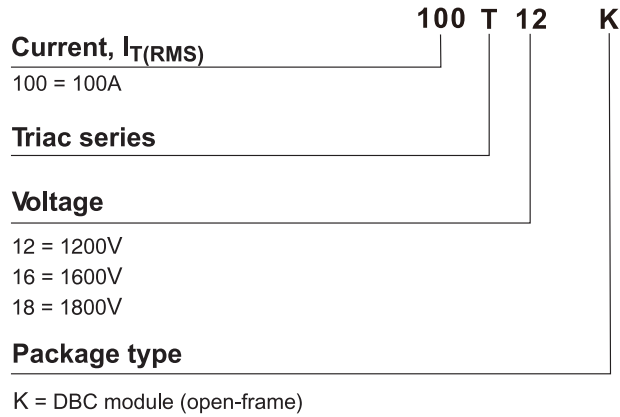 100 T 12 K
Current, IT(RMS)
100 = 100A
Triac series
Voltage
12 = 1200V
16 = 1600V
18 = 1800V
Package type
K = DBC module (open-frame)